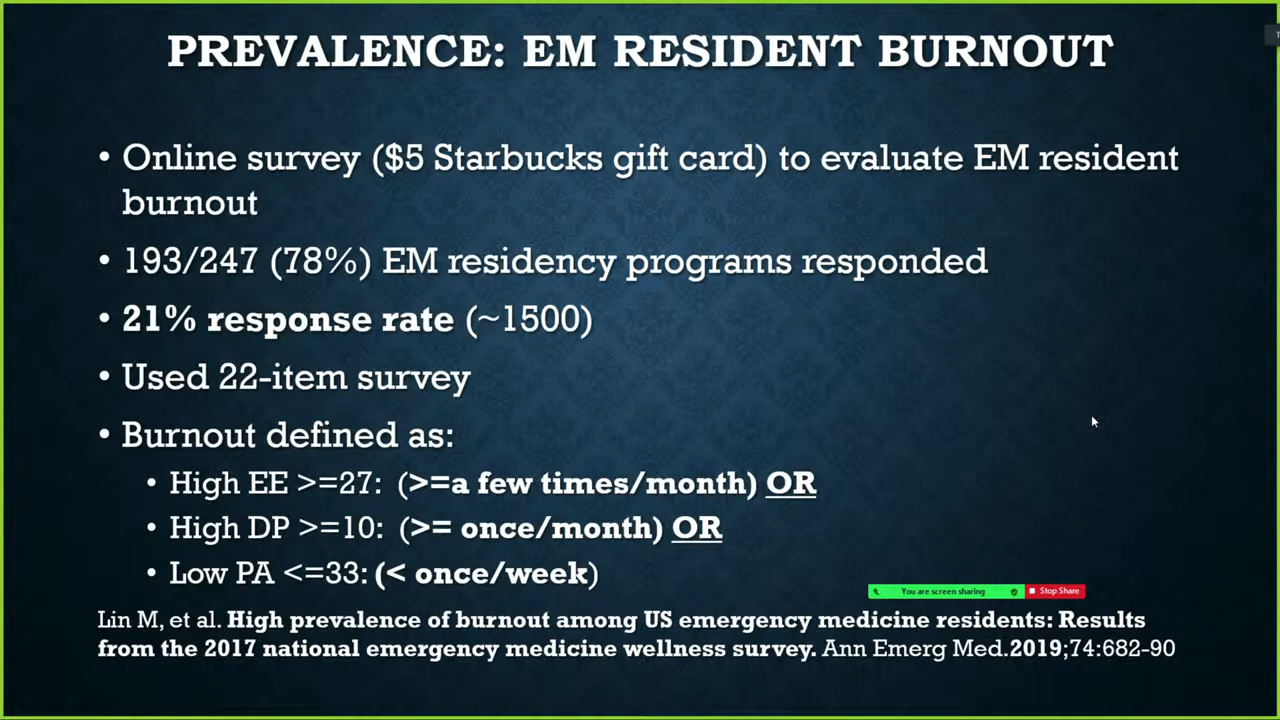 PREVALENCE: EM RESIDENT BURNOUT
• Online survey ($5 Starbucks gift card) to evaluate EM resident
burnout
• 193/247 (78%) EM residency programs responded
• 21% response rate (~1500)
• Used 22-item survey
• Burnout defined as:
• High EE >=27: (>=a few times/month) OR
• High DP >=10: (>= once/month) OR
• Low PA <=33: (< once/week)
You are screen sharing
Stop Share
Lin M, et al. High prevalence of burnout among US emergency medicine residents: Results
from the 2017 national emergency medicine wellness survey. Ann Emerg Med.2019;74:682-90